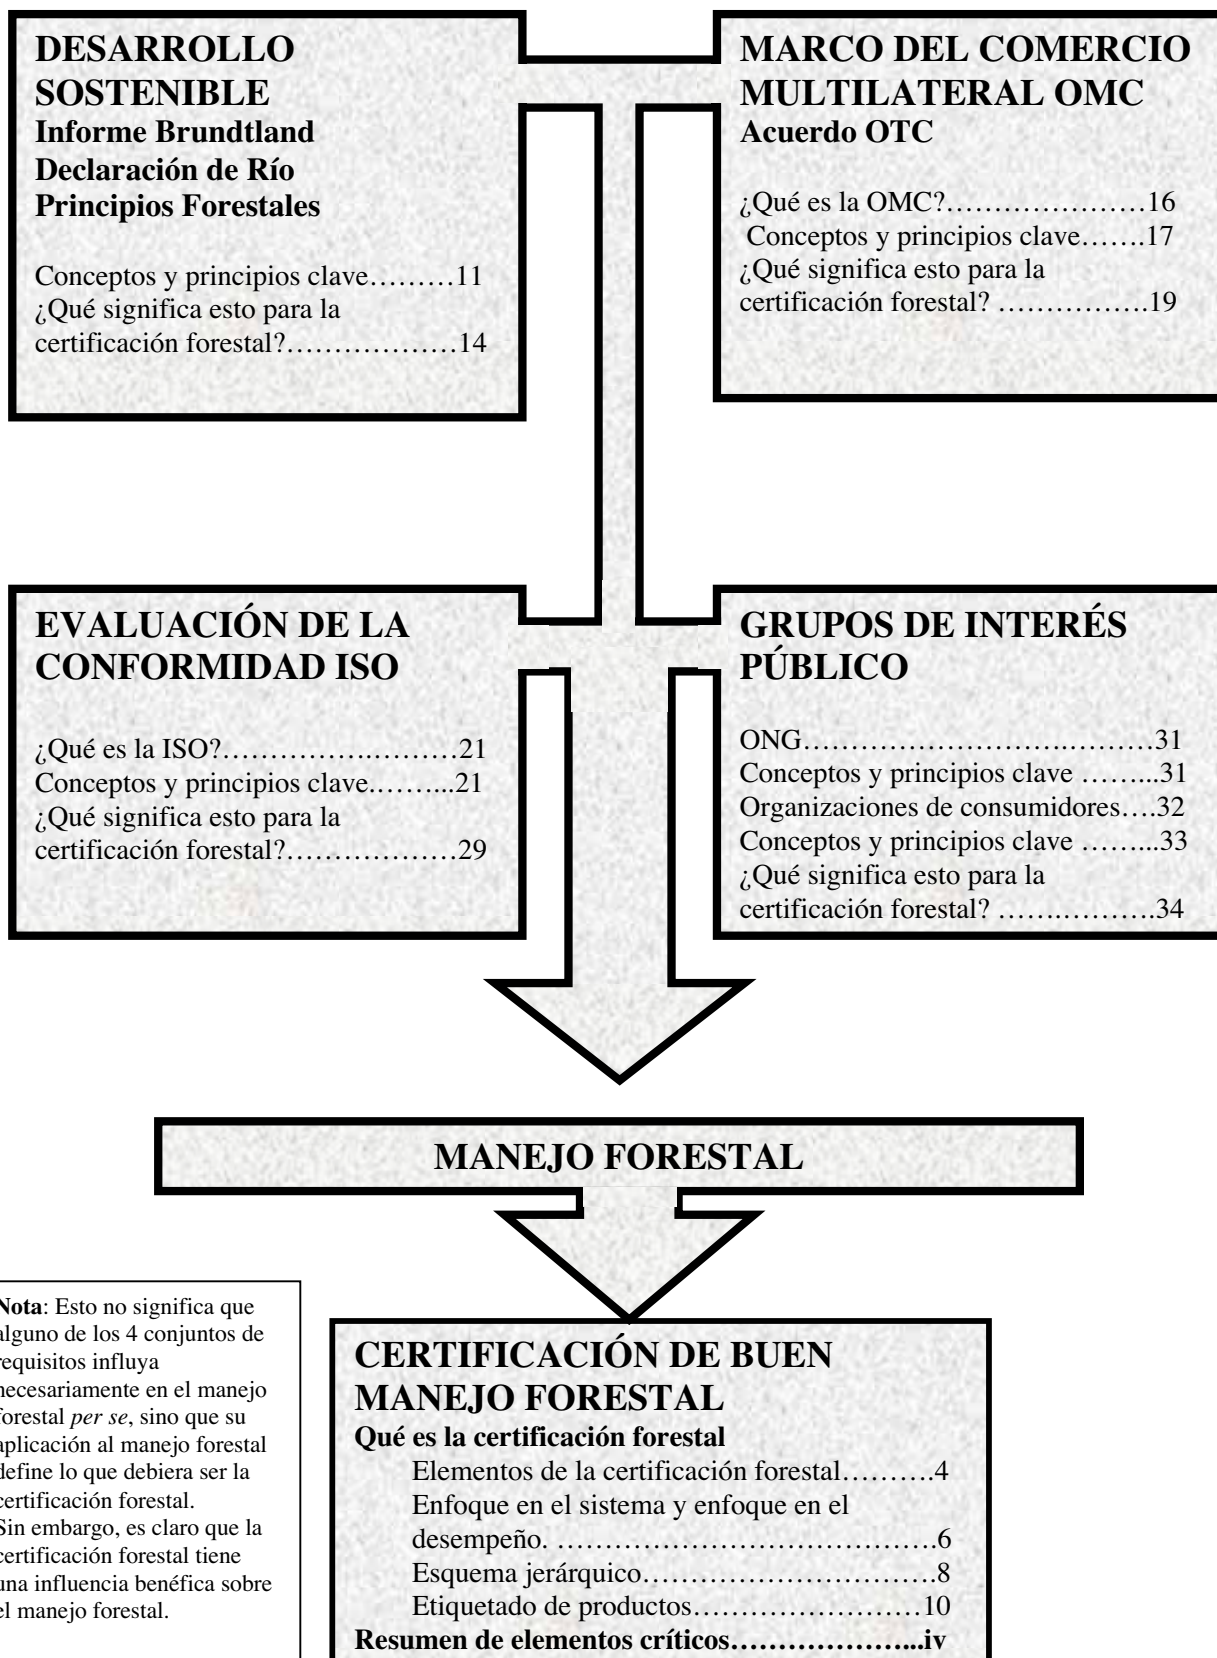 DESARROLLO
SOSTENIBLE
Informe Brundtland
Declaración de Río
Principios Forestales
Conceptos y principios clave………11
¿Qué significa esto para la
certificación forestal?………………14
MARCO DEL COMERCIO
MULTILATERAL OMC
Acuerdo OTC
¿Qué es la OMC?…………………16
Conceptos y principios clave…….17
¿Qué significa esto para la
certificación forestal? …………….19
EVALUACIÓN DE LA
CONFORMIDAD ISO
¿Qué es la ISO?…………….………21
Conceptos y principios clave.……...21
¿Qué significa esto para la
certificación forestal?………………29
GRUPOS DE INTERÉS
PÚBLICO
ONG……………………….………31
Conceptos y principios clave ……...31
Organizaciones de consumidores….32
Conceptos y principios clave ……...33
¿Qué significa esto para la
certificación forestal? …….……….34
MANEJO FORESTAL
Nota: Esto no significa que
alguno de los 4 conjuntos de
requisitos influya
necesariamente en el manejo
forestal per se, sino que su
aplicación al manejo forestal
define lo que debiera ser la
certificación forestal.
Sin embargo, es claro que la
certificación forestal tiene
una influencia benéfica sobre
el manejo forestal.
CERTIFICACIÓN DE BUEN
MANEJO FORESTAL
Qué es la certificación forestal
Elementos de la certificación forestal……….4
Enfoque en el sistema y enfoque en el
desempeño. ………………………………….6
Esquema jerárquico………………………….8
Etiquetado de productos……………………10
Resumen de elementos críticos………………...iv